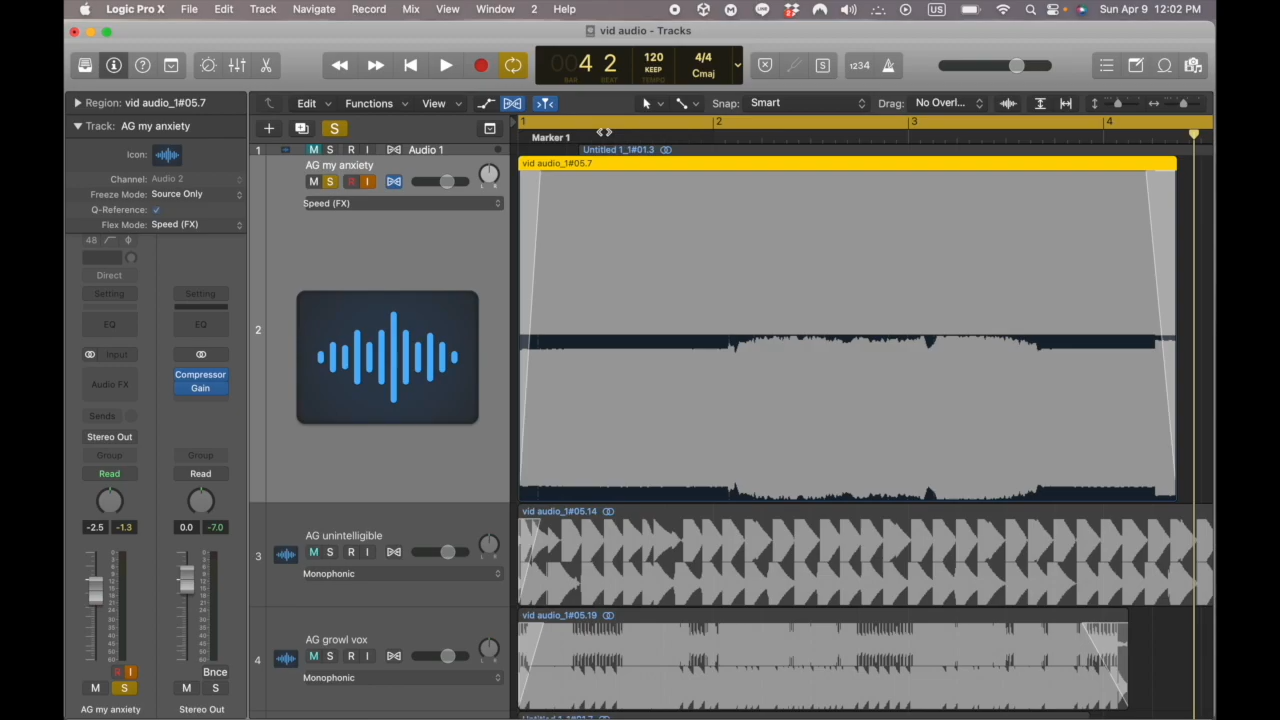 Logic Pro X File Edit Track Navigate Record Mix View Window 2 Help US Sun Apr 9 12:02 PM
vid audio - Tracks
004 2 120 4/4
KEEP Cmaj
BAR BEAT TEMPO
S 1234
Region: vid audio_1#05.7
Edit Functions View Snap: Smart Drag: No Overl...
Track: AG my anxiety
S
1 2 3 4
Marker 1
Icon:
1 M S R I Audio 1 Untitled 1_1#01.3
AG my anxiety
vid audio_1#05.7
Channel: Audio 2
M S R I L R
Freeze Mode: Source Only
Q-Reference:
Speed (FX)
Flex Mode: Speed (FX)
48
Direct
Setting Setting
EQ EQ
2
Input
Compressor
Audio FX
Gain
Sends
Stereo Out
Group Group
Read Read
vid audio_1#05.14
-2.5 -1.3 0.0 -7.0
AG unintelligible
3 M S R I L R
Monophonic
vid audio_1#05.19
AG growl vox
4 M S R I L R
R I Bnce
Monophonic
M S M S
AG my anxiety Stereo Out